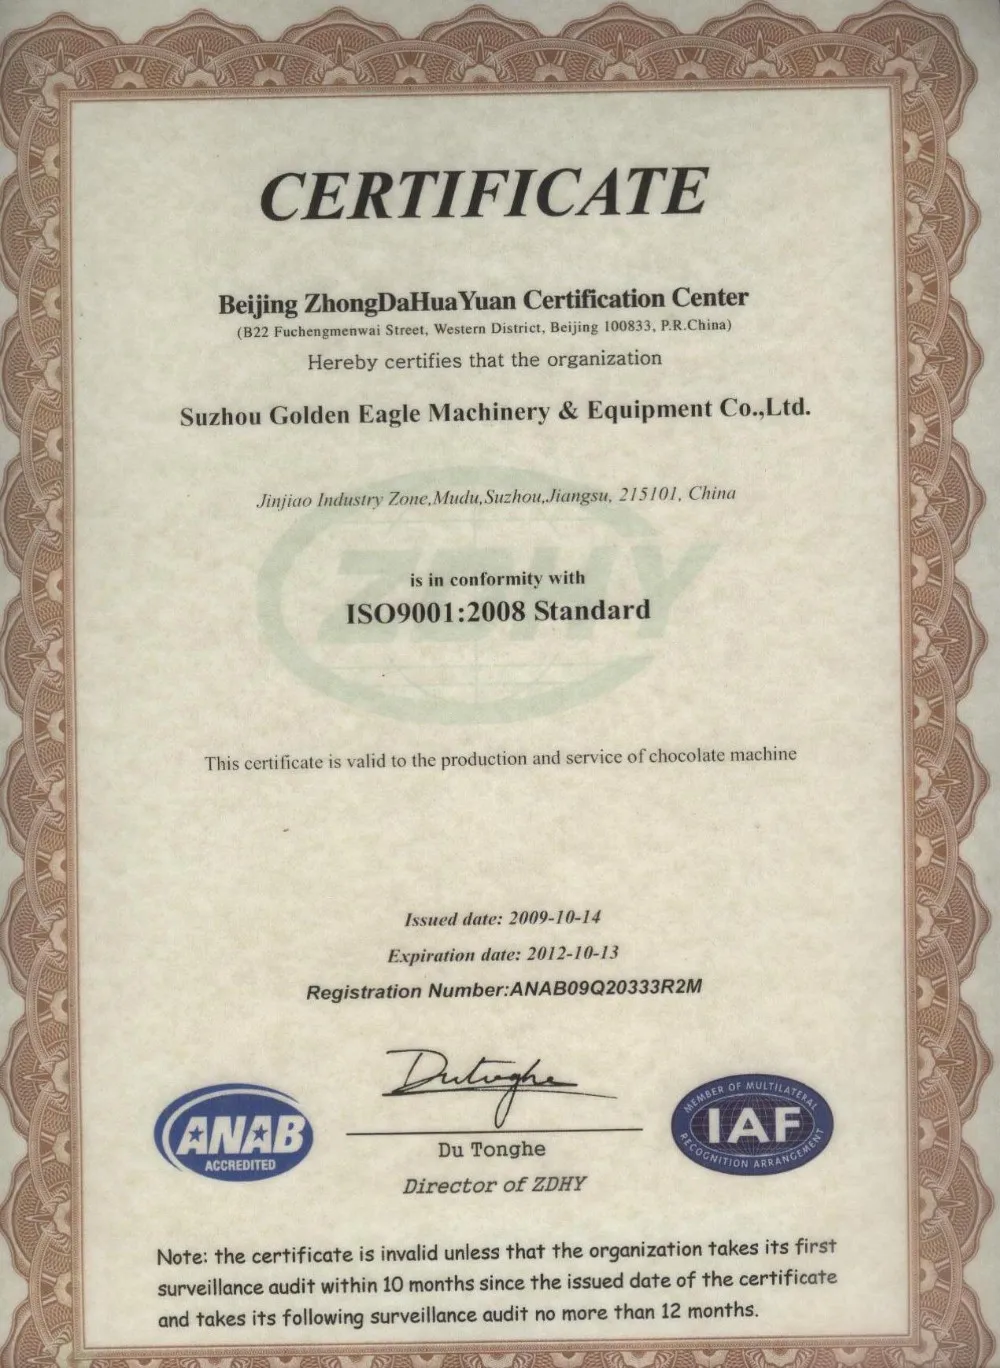 CERTIFICATE
Beijing ZhongDaHuaYuan Certification Center
(B22 Fuchengmenwai Street, Western District, Beijing 100833, P.R.China)
Hereby certifies that the organization
Suzhou Golden Eagle Machinery & Equipment Co.,Ltd.
Jinjiao Industry Zone,Mudu,Suzhou,Jiangsu, 215101, China
ZDHY
is in conformity with
ISO9001:2008 Standard
This certificate is valid to the production and service of chocolate machine
Issued date: 2009-10-14
Expiration date: 2012-10-13
Registration Number:ANAB09Q20333R2M
Dutonghe
ANAB
ACCREDITED
MEMBER OF MULTILATERAL
IAF
RECOGNITION ARRANGEMENT
Du Tonghe
Director of ZDHY
Note: the certificate is invalid unless that the organization takes its first
surveillance audit within 10 months since the issued date of the certificate
and takes its following surveillance audit no more than 12 months.